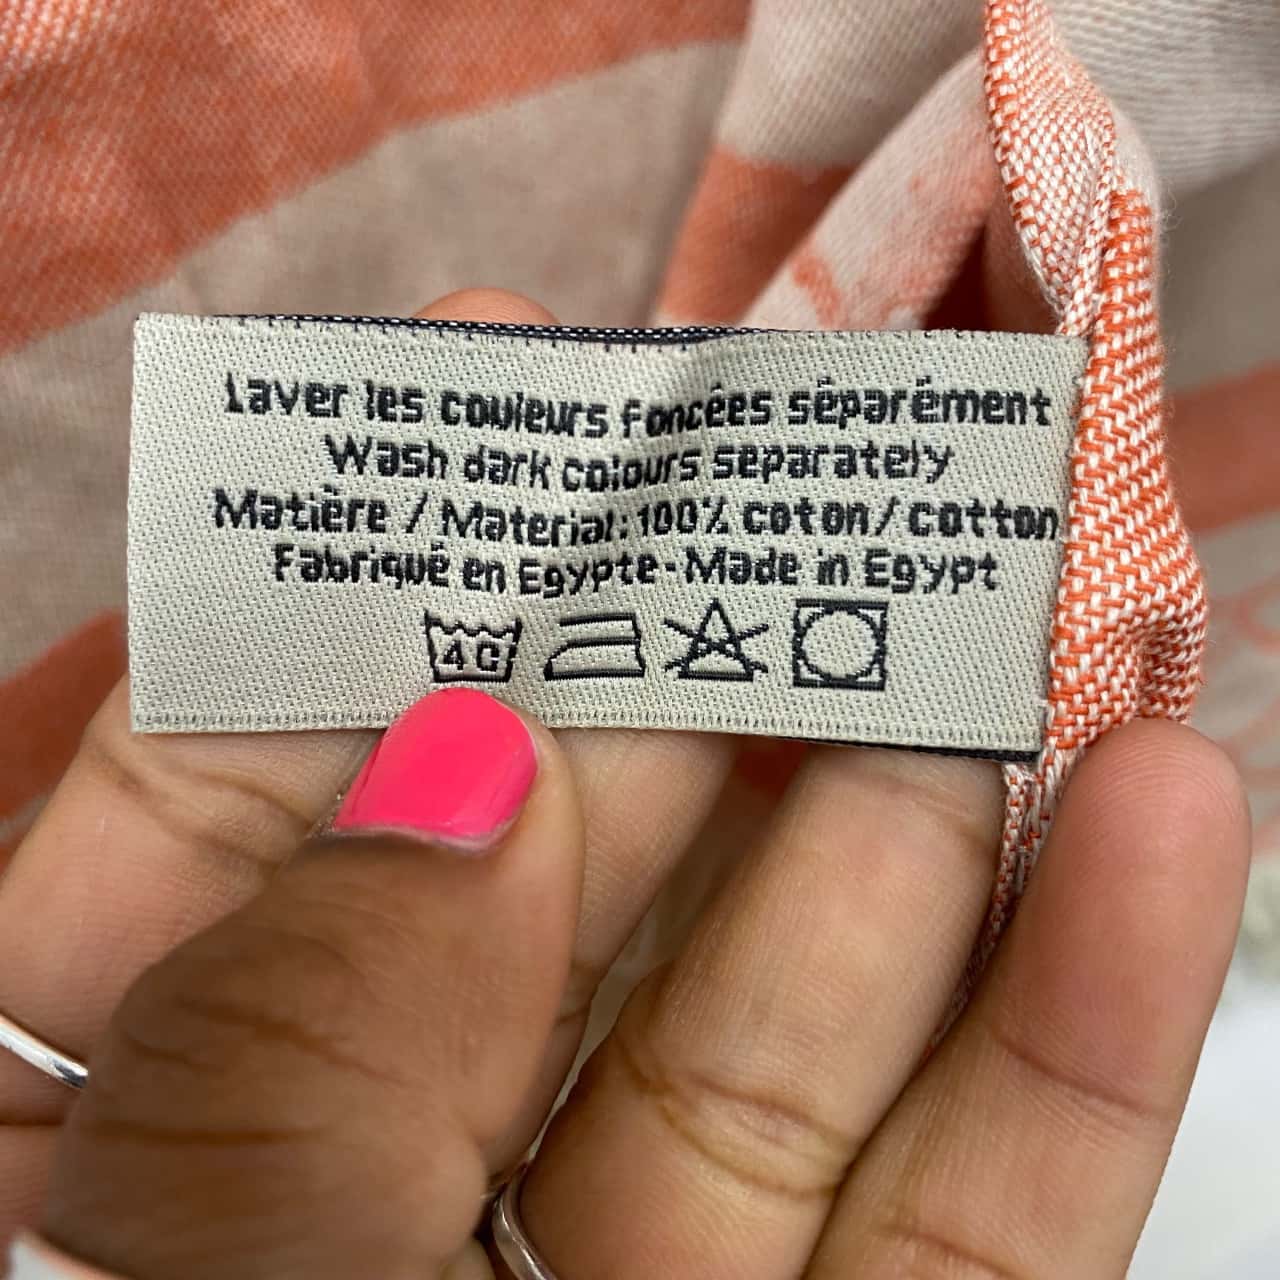 Laver les couleurs foncées séparément
Wash dark colours separately
Matière / Material: 100% coton/cotton
Fabriqué en Egypte - Made in Egypt
40